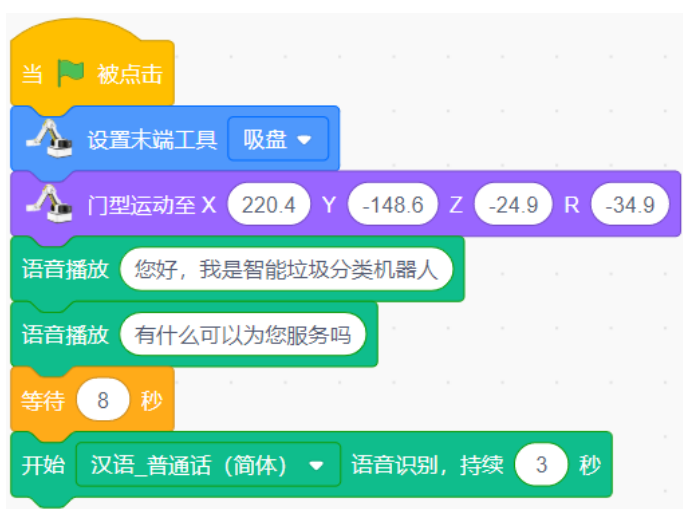 当 被点击
设置末端工具 吸盘
门型运动至 X 220.4 Y -148.6 Z -24.9 R -34.9
语音播放 您好，我是智能垃圾分类机器人
语音播放 有什么可以为您服务吗
等待 8 秒
开始 汉语_普通话（简体） 语音识别，持续 3 秒